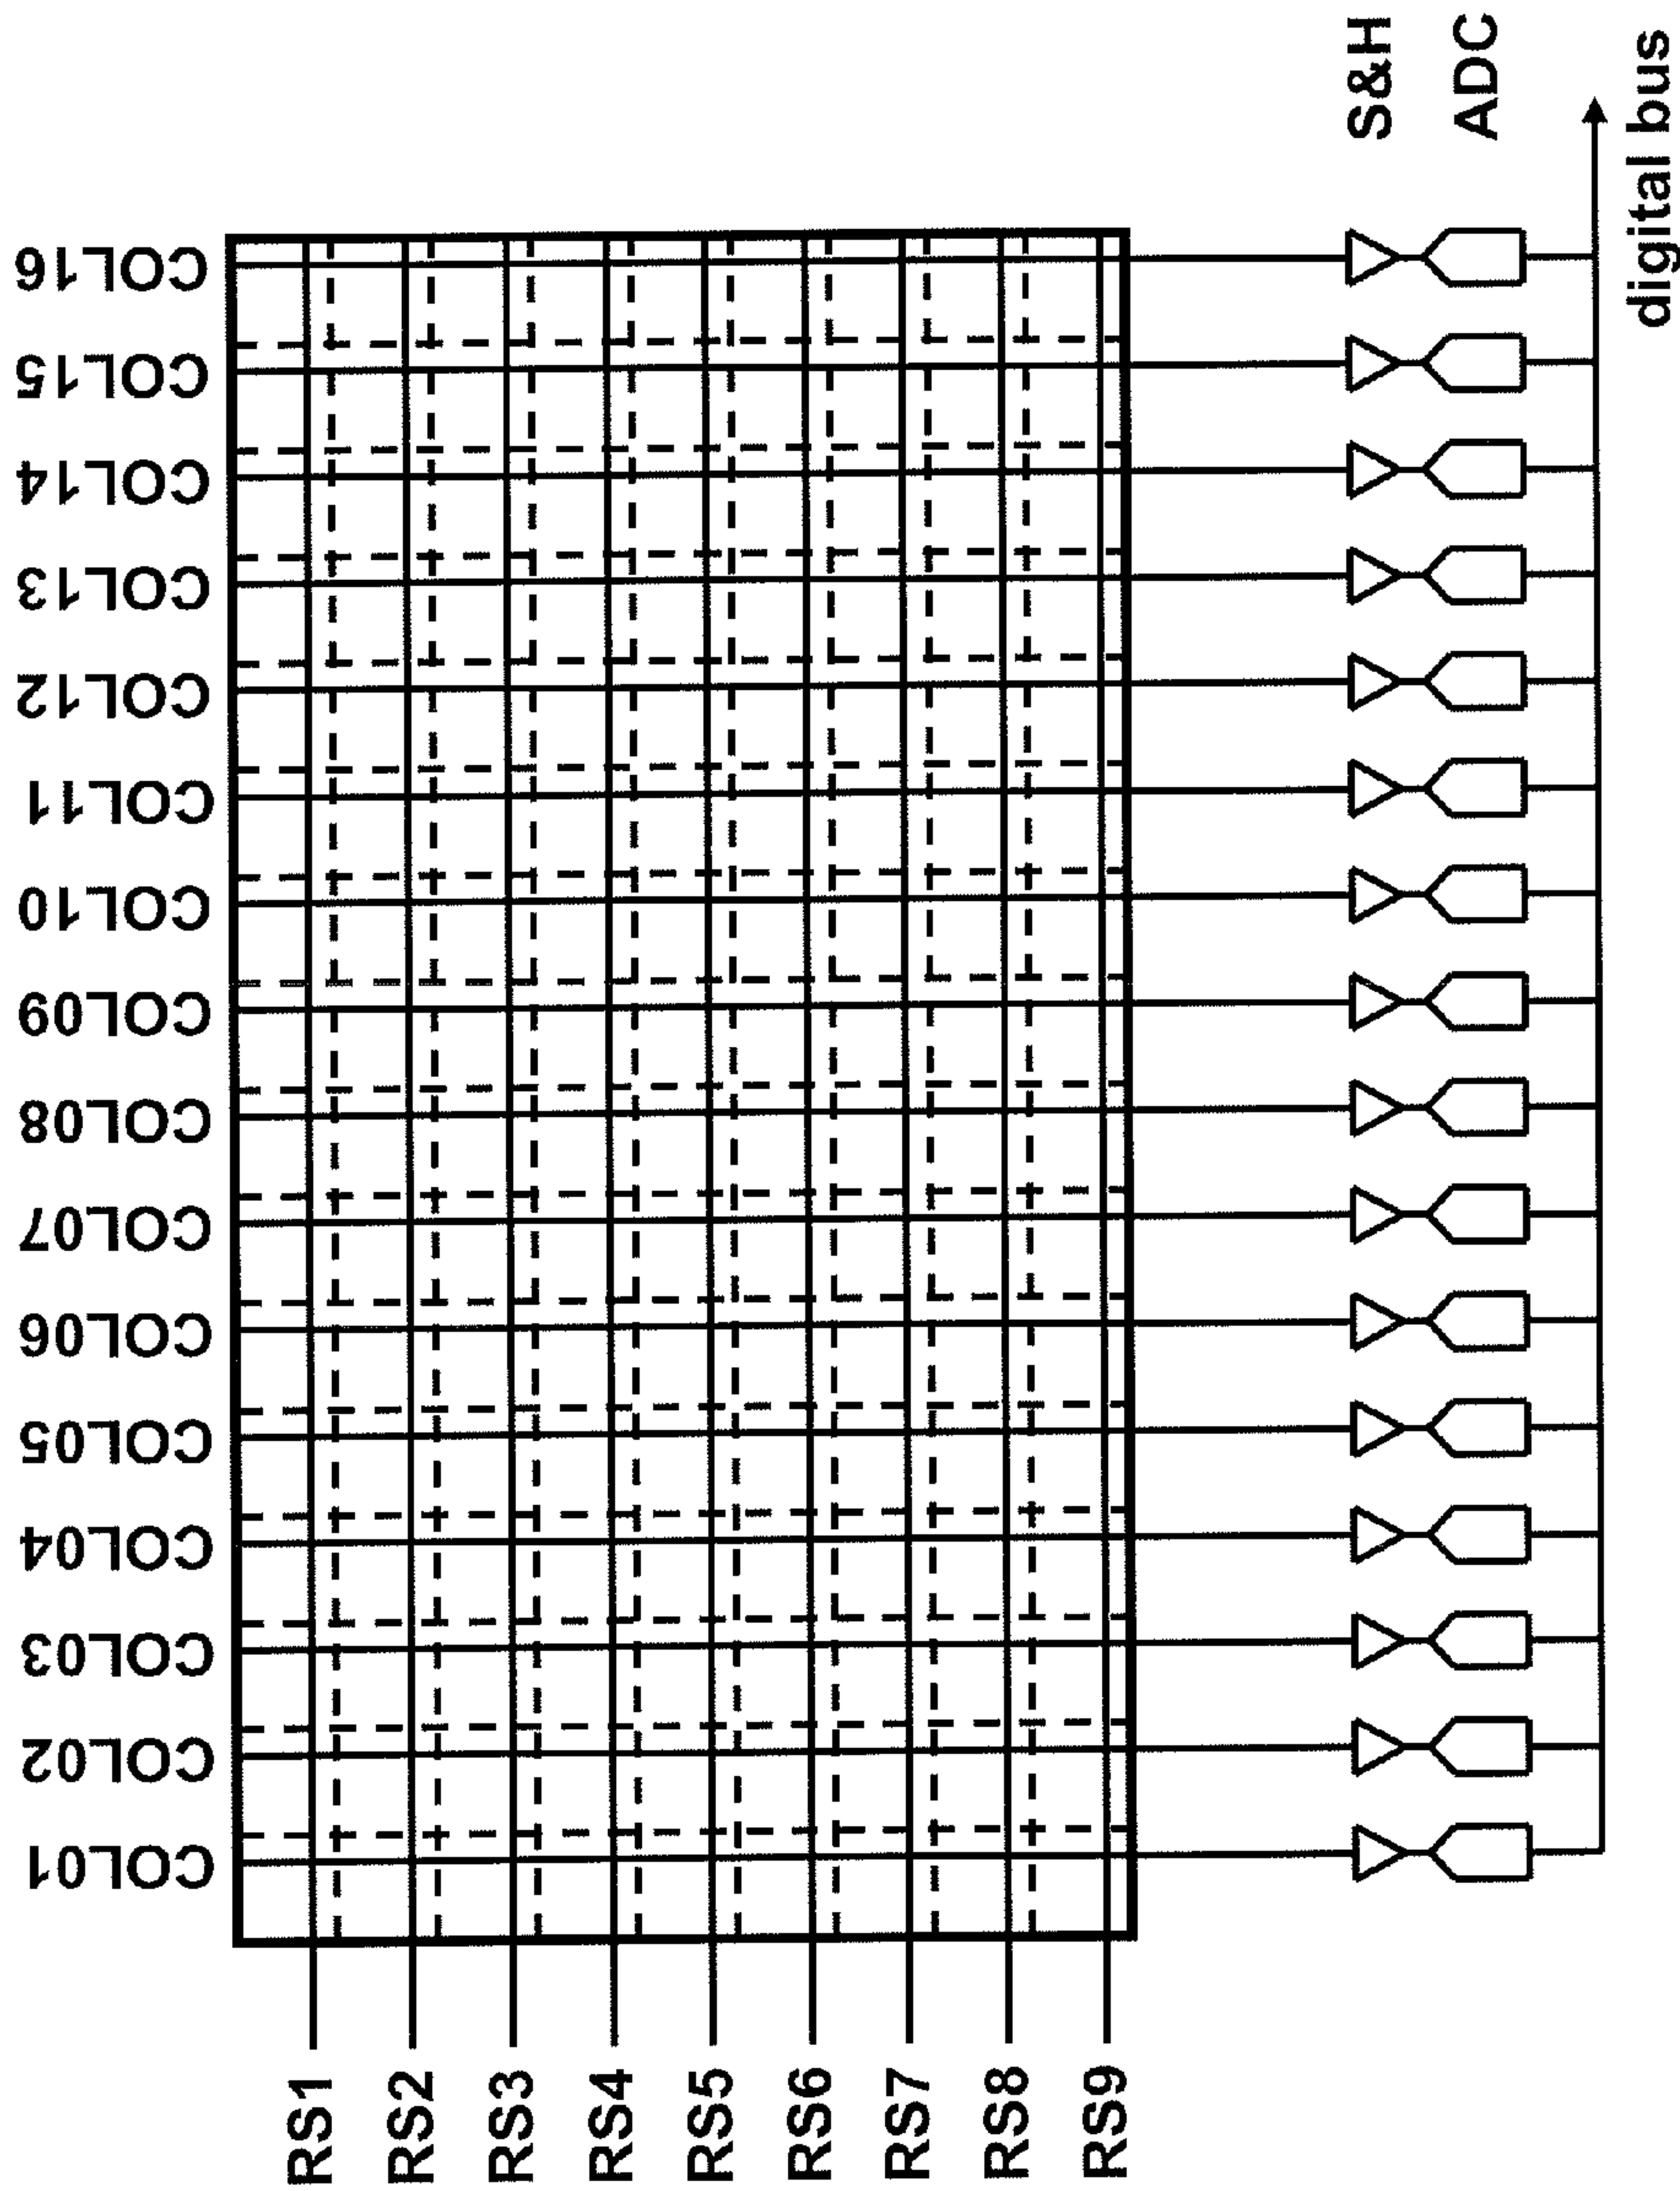 COL01
COL02
COL03
COL04
COL05
COL06
COL07
COL08
COL09
COL10
COL11
COL12
COL13
COL14
COL15
COL16
RS1
RS2
RS3
RS4
RS5
RS6
RS7
RS8
RS9
S&H
ADC
digital bus